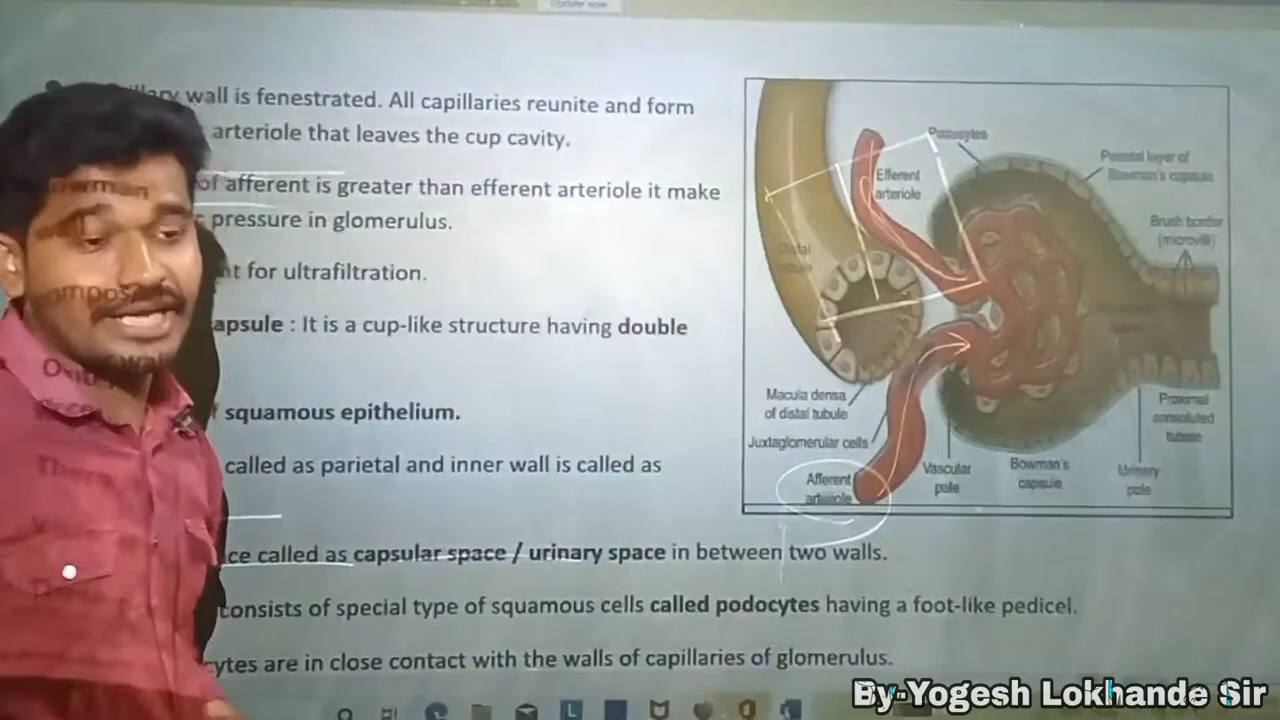 Update now
wall is fenestrated. All capillaries reunite and form
arteriole that leaves the cup cavity.
of afferent is greater than efferent arteriole it make
pressure in glomerulus.
for ultrafiltration.
apsule : It is a cup-like structure having double
squamous epithelium.
called as parietal and inner wall is called as
ce called as capsular space / urinary space in between two walls.
consists of special type of squamous cells called podocytes having a foot-like pedicel.
cytes are in close contact with the walls of capillaries of glomerulus.
Podocytes
Parietal layer of
Bowman's capsule
Efferent
arteriole
Brush border
(microvilli)
Distal
Macula densa
of distal tubule
Juxtaglomerular cells
Afferent
arteriole
Vascular
pole
Bowman's
capsule
Urinary
pole
Proximal
convoluted
tubule
By-Yogesh Lokhande Sir